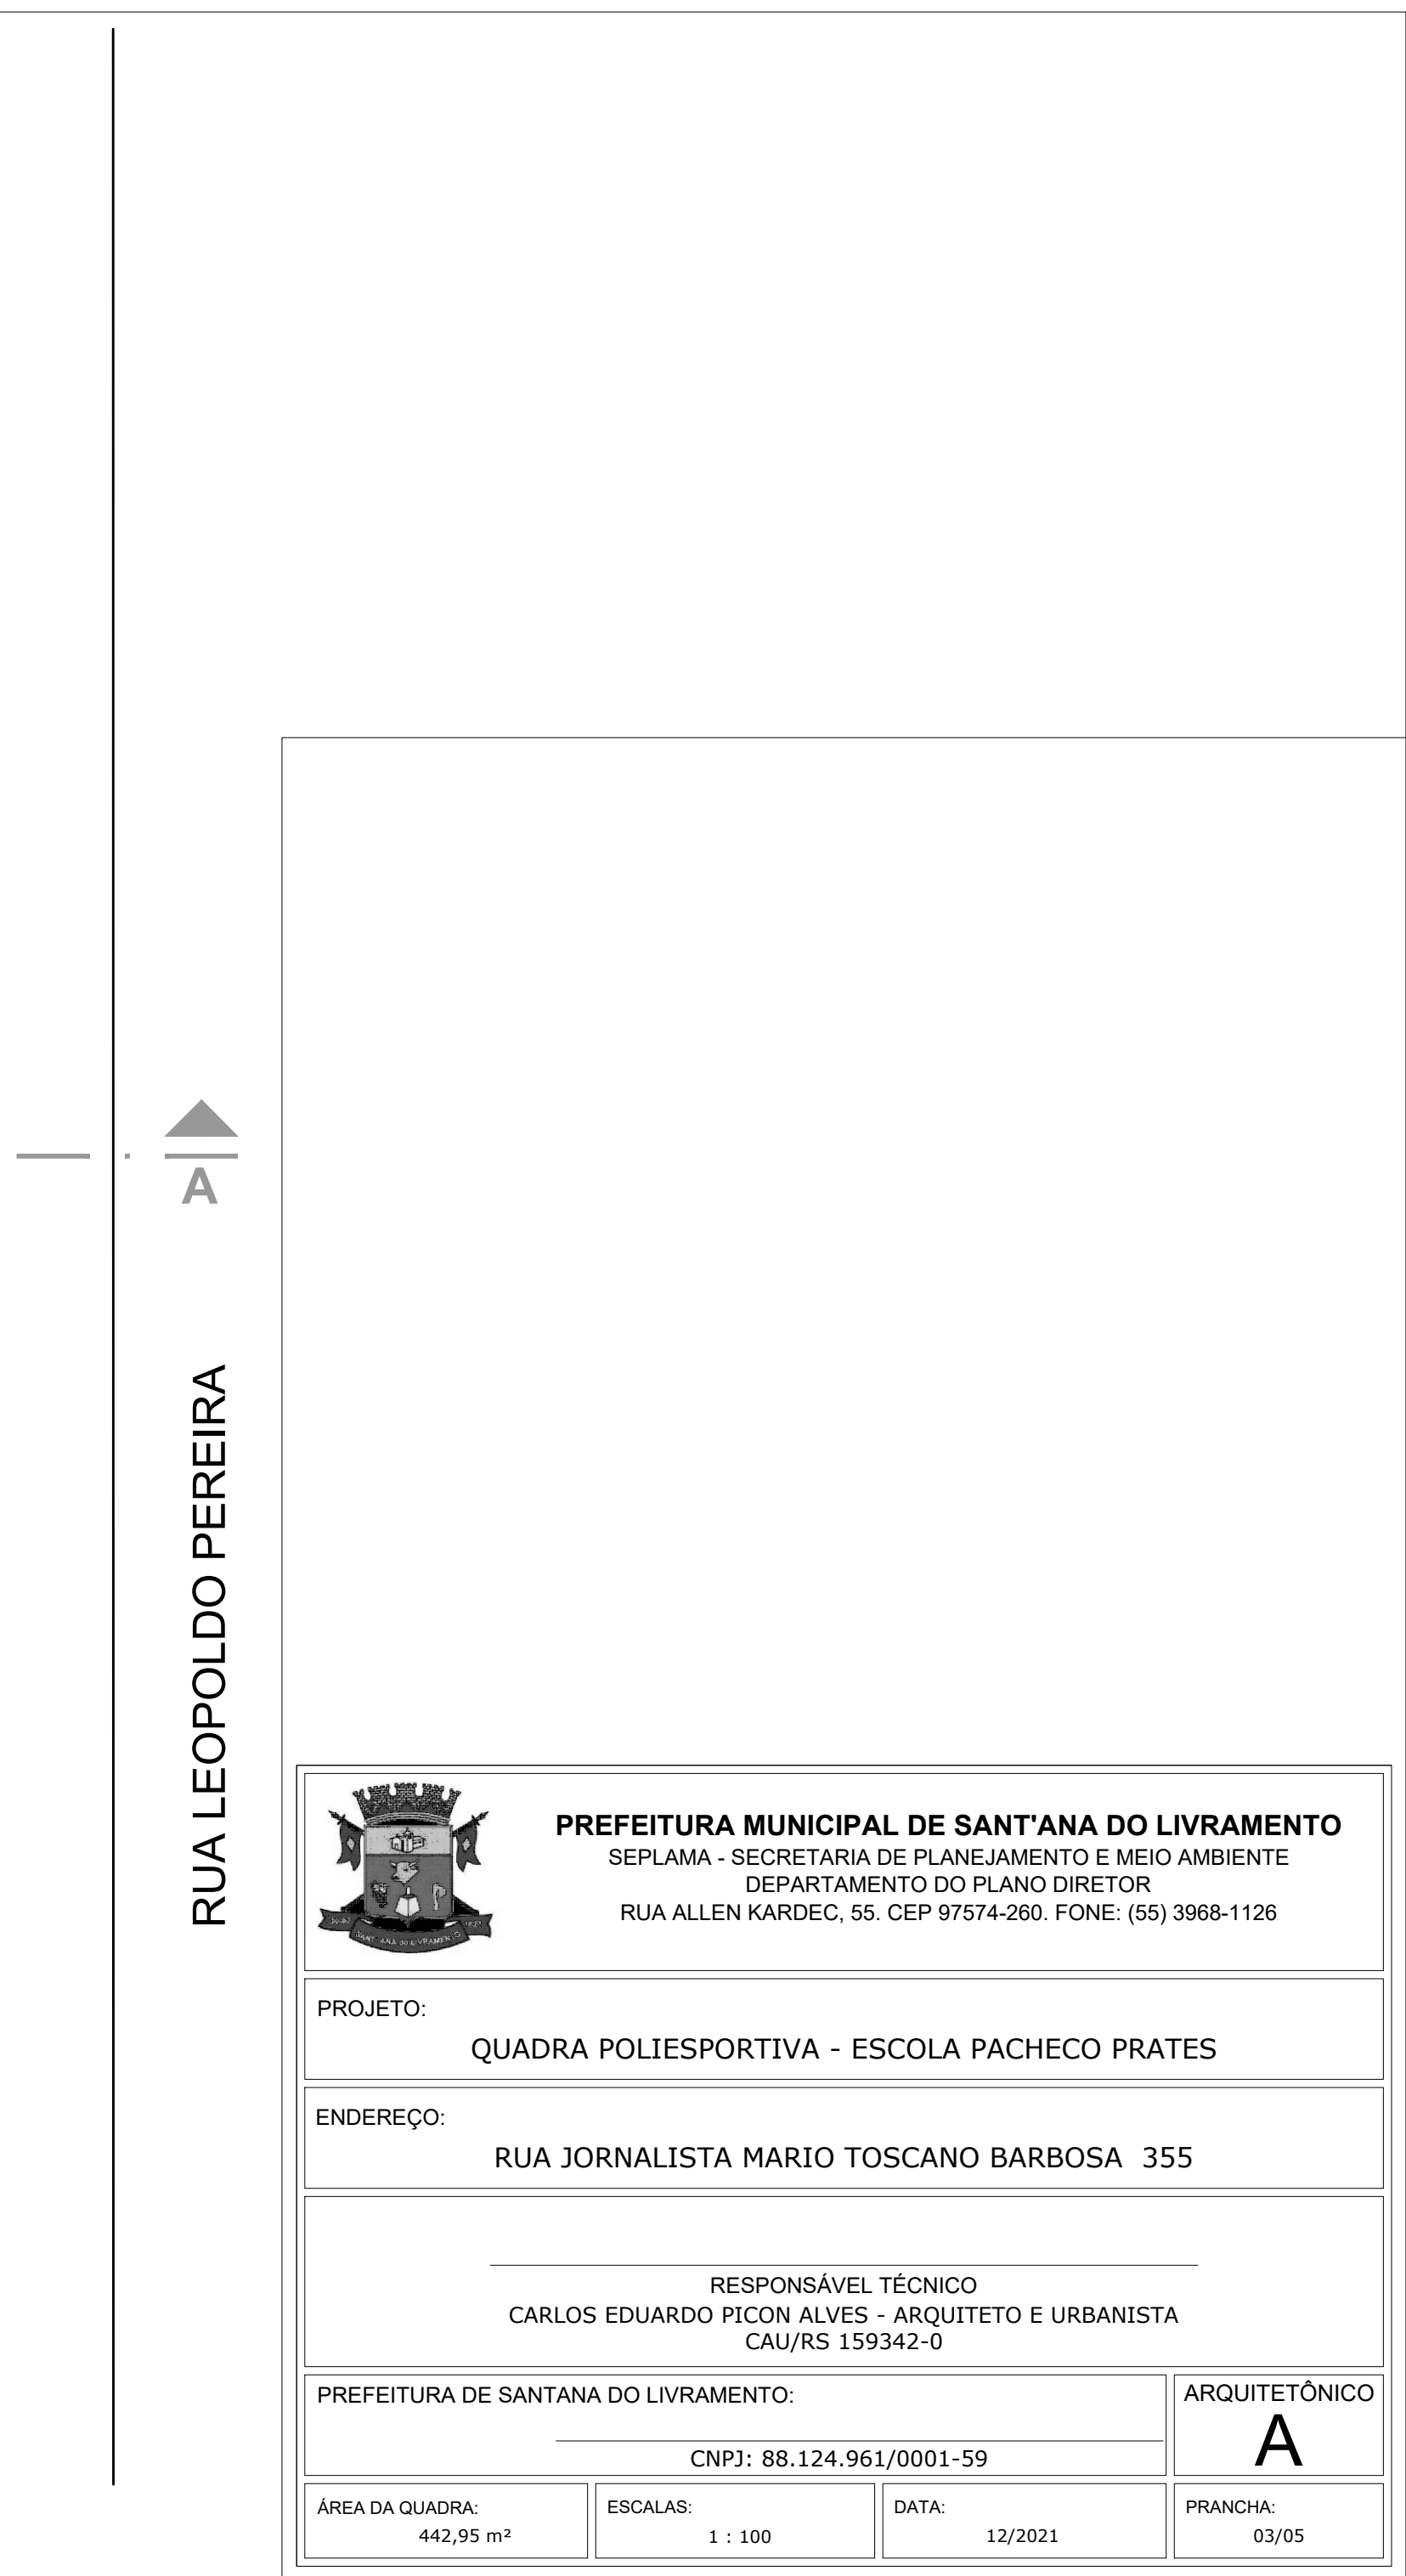 A
RUA LEOPOLDO PEREIRA
SANT'ANA do LIVRAMENTO
PREFEITURA MUNICIPAL DE SANT'ANA DO LIVRAMENTO
SEPLAMA - SECRETARIA DE PLANEJAMENTO E MEIO AMBIENTE
DEPARTAMENTO DO PLANO DIRETOR
RUA ALLEN KARDEC, 55. CEP 97574-260. FONE: (55) 3968-1126
PROJETO:
QUADRA POLIESPORTIVA - ESCOLA PACHECO PRATES
ENDEREÇO:
RUA JORNALISTA MARIO TOSCANO BARBOSA 355
RESPONSÁVEL TÉCNICO
CARLOS EDUARDO PICON ALVES - ARQUITETO E URBANISTA
CAU/RS 159342-0
PREFEITURA DE SANTANA DO LIVRAMENTO:
CNPJ: 88.124.961/0001-59
ARQUITETÔNICO
A
ÁREA DA QUADRA:
442,95 m²
ESCALAS:
1 : 100
DATA:
12/2021
PRANCHA:
03/05